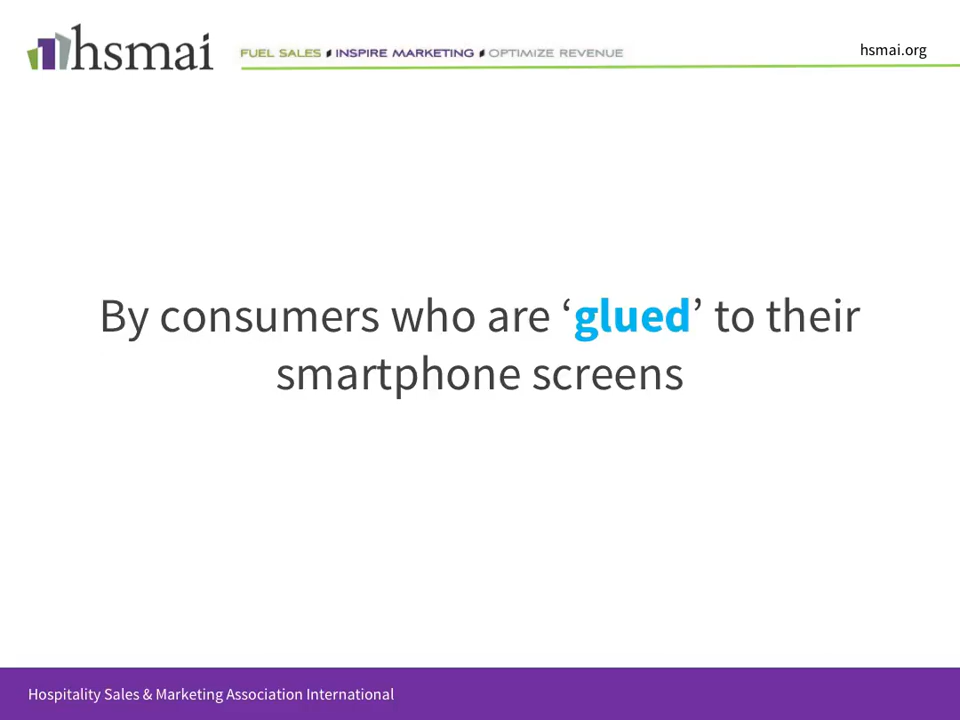 hsmai
FUEL SALES INSPIRE MARKETING OPTIMIZE REVENUE
hsmai.org
By consumers who are ‘glued’ to their
smartphone screens
Hospitality Sales & Marketing Association International